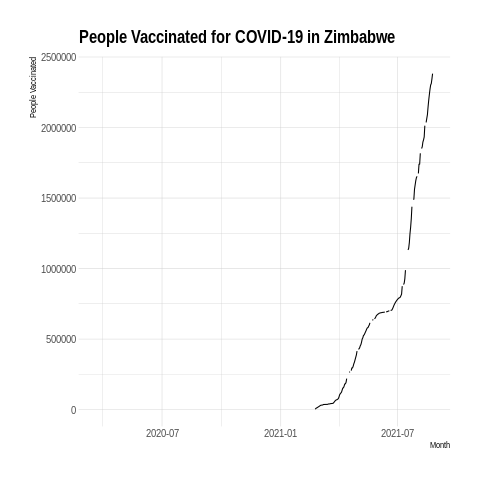 People Vaccinated for COVID-19 in Zimbabwe
People Vaccinated
2500000
2000000
1500000
1000000
500000
0
2020-07 2021-01 2021-07
Month